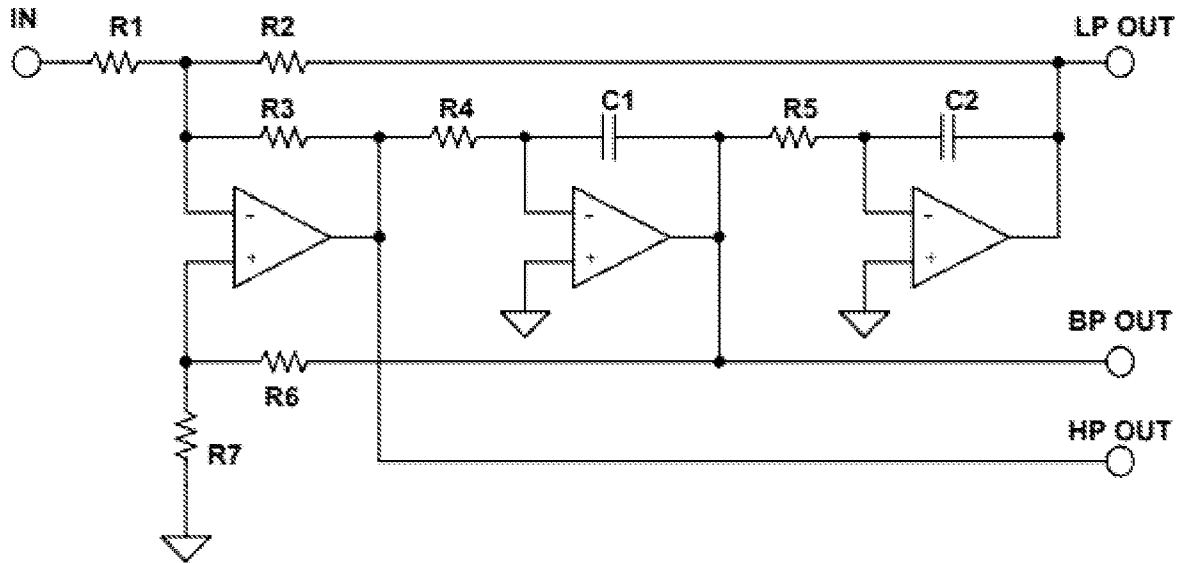 IN
R1
R2
LP OUT
R3
R4
C1
R5
C2
-
-
-
+
+
+
BP OUT
R6
HP OUT
R7